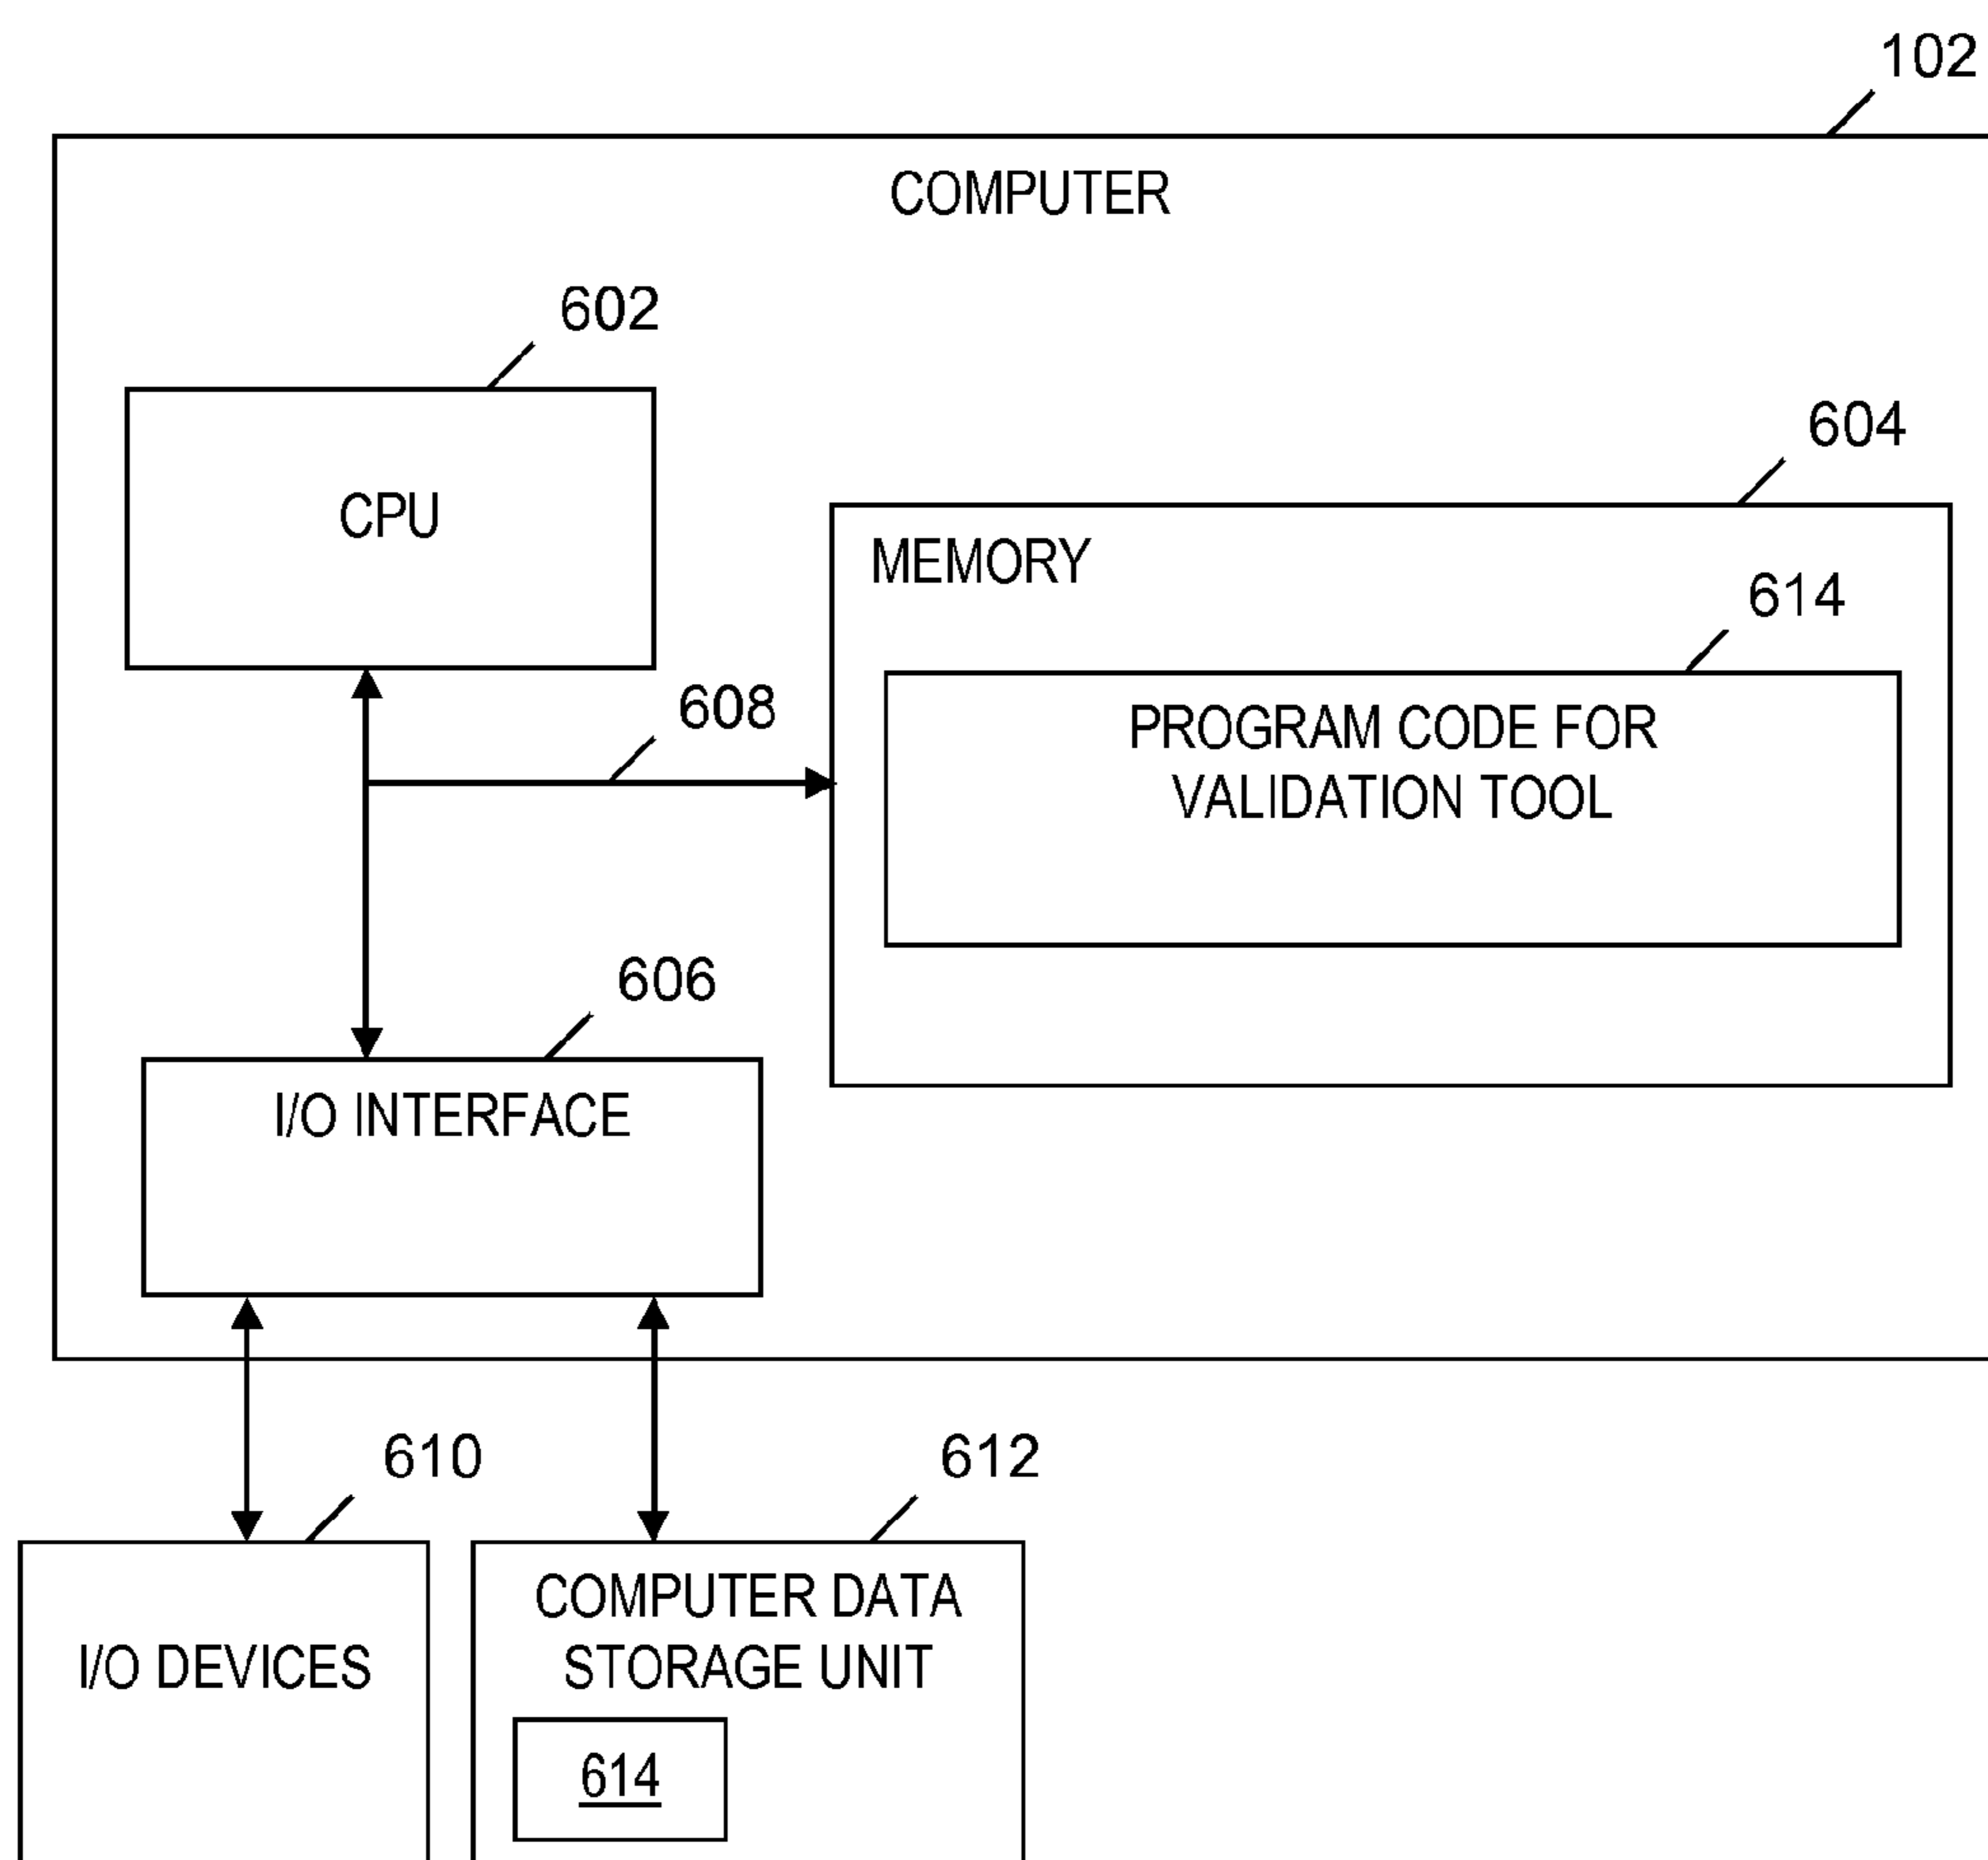 102
COMPUTER
602
CPU
604
MEMORY
614
PROGRAM CODE FOR
VALIDATION TOOL
608
606
I/O INTERFACE
610
612
I/O DEVICES
COMPUTER DATA
STORAGE UNIT
614